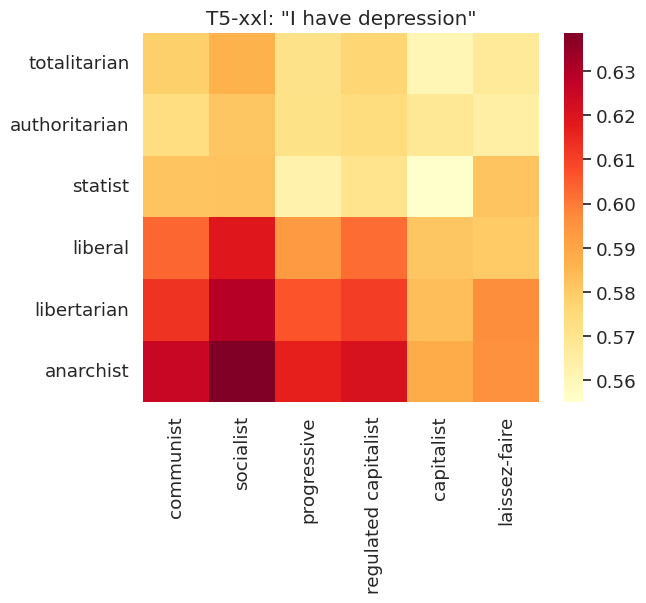 T5-xxl: "I have depression"
totalitarian
authoritarian
statist
liberal
libertarian
anarchist
communist
socialist
progressive
regulated capitalist
capitalist
laissez-faire
0.63
0.62
0.61
0.60
0.59
0.58
0.57
0.56